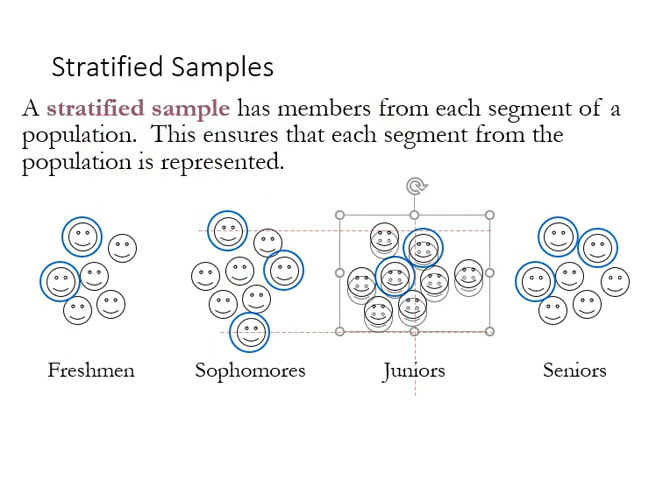 Stratified Samples
A stratified sample has members from each segment of a
population.  This ensures that each segment from the
population is represented.
Freshmen Sophomores Juniors Seniors